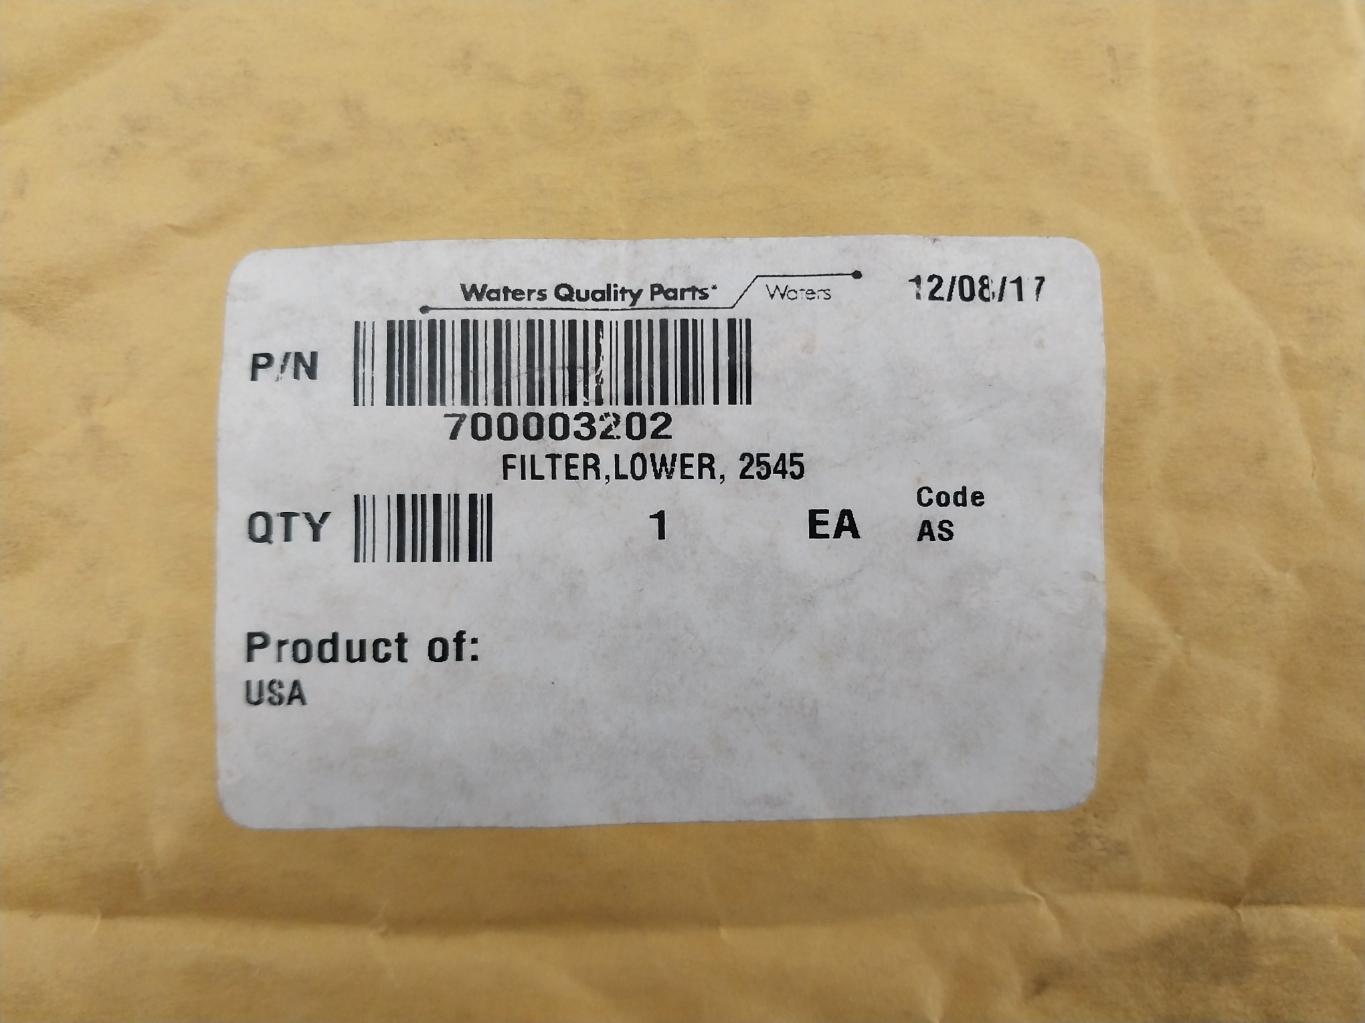 Waters Quality Parts Waters 12/08/17
P/N
700003202
FILTER,LOWER, 2545
QTY 1 EA Code
AS
Product of:
USA